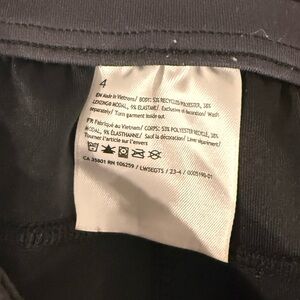 4
EN Made in Vietnam/ BODY: 53% RECYCLED POLYESTER, 38%
LENZING® MODAL, 9% ELASTANE/ Exclusive of decoration/ Wash
separately/ Turn garment inside out.
FR Fabriqué au Vietnam/ CORPS: 53% POLYESTER RECYCLÉ, 38%
MODAL, 9% ÉLASTHANNE/ Sauf la décoration/ Laver séparément/
Tourner l'article sur l'envers
CA 35801 RN 106259 / LW5EGTS / 23-4 / 0005190-01